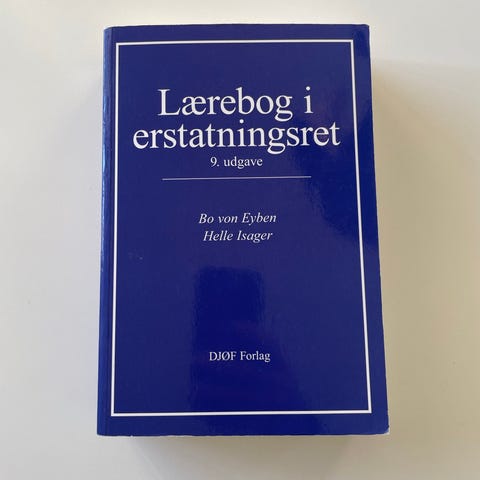 Lærebog i
erstatningsret
9. udgave
Bo von Eyben
Helle Isager
DJØF Forlag